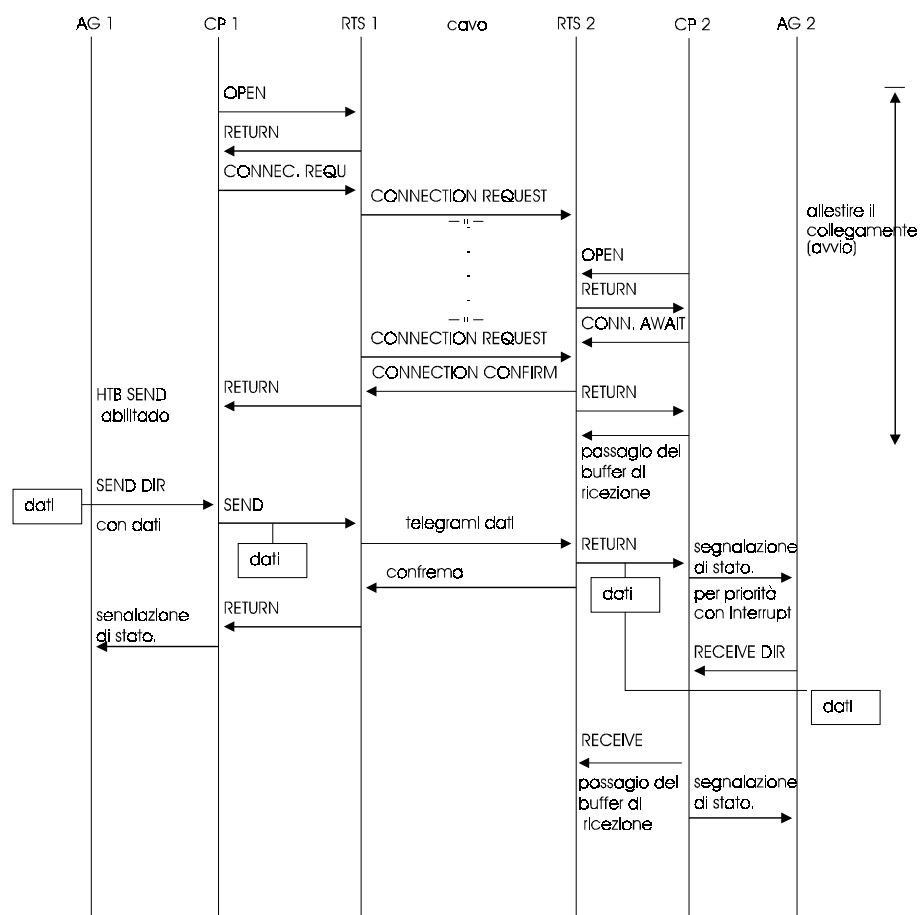 AG 1 CP 1 RTS 1 cavo RTS 2 CP 2 AG 2
OPEN
RETURN
CONNEC. REQU
CONNECTION REQUEST
— " —
allestire il
collegamente
(avvio)
OPEN
RETURN
— " —
CONN. AWAIT
CONNECTION REQUEST
CONNECTION CONFIRM
RETURN
RETURN
HTB SEND
abilitado
passagio del
buffer di
ricezione
SEND DIR
dati
con dati
SEND
dati
telegrami dati
RETURN
segnalazione
di stato.
confrema
dati
per priorità
con Interrupt
RETURN
senalazione
di stato.
RECEIVE DIR
dati
RECEIVE
passagio del
buffer di
ricezione
segnalazione
di stato.